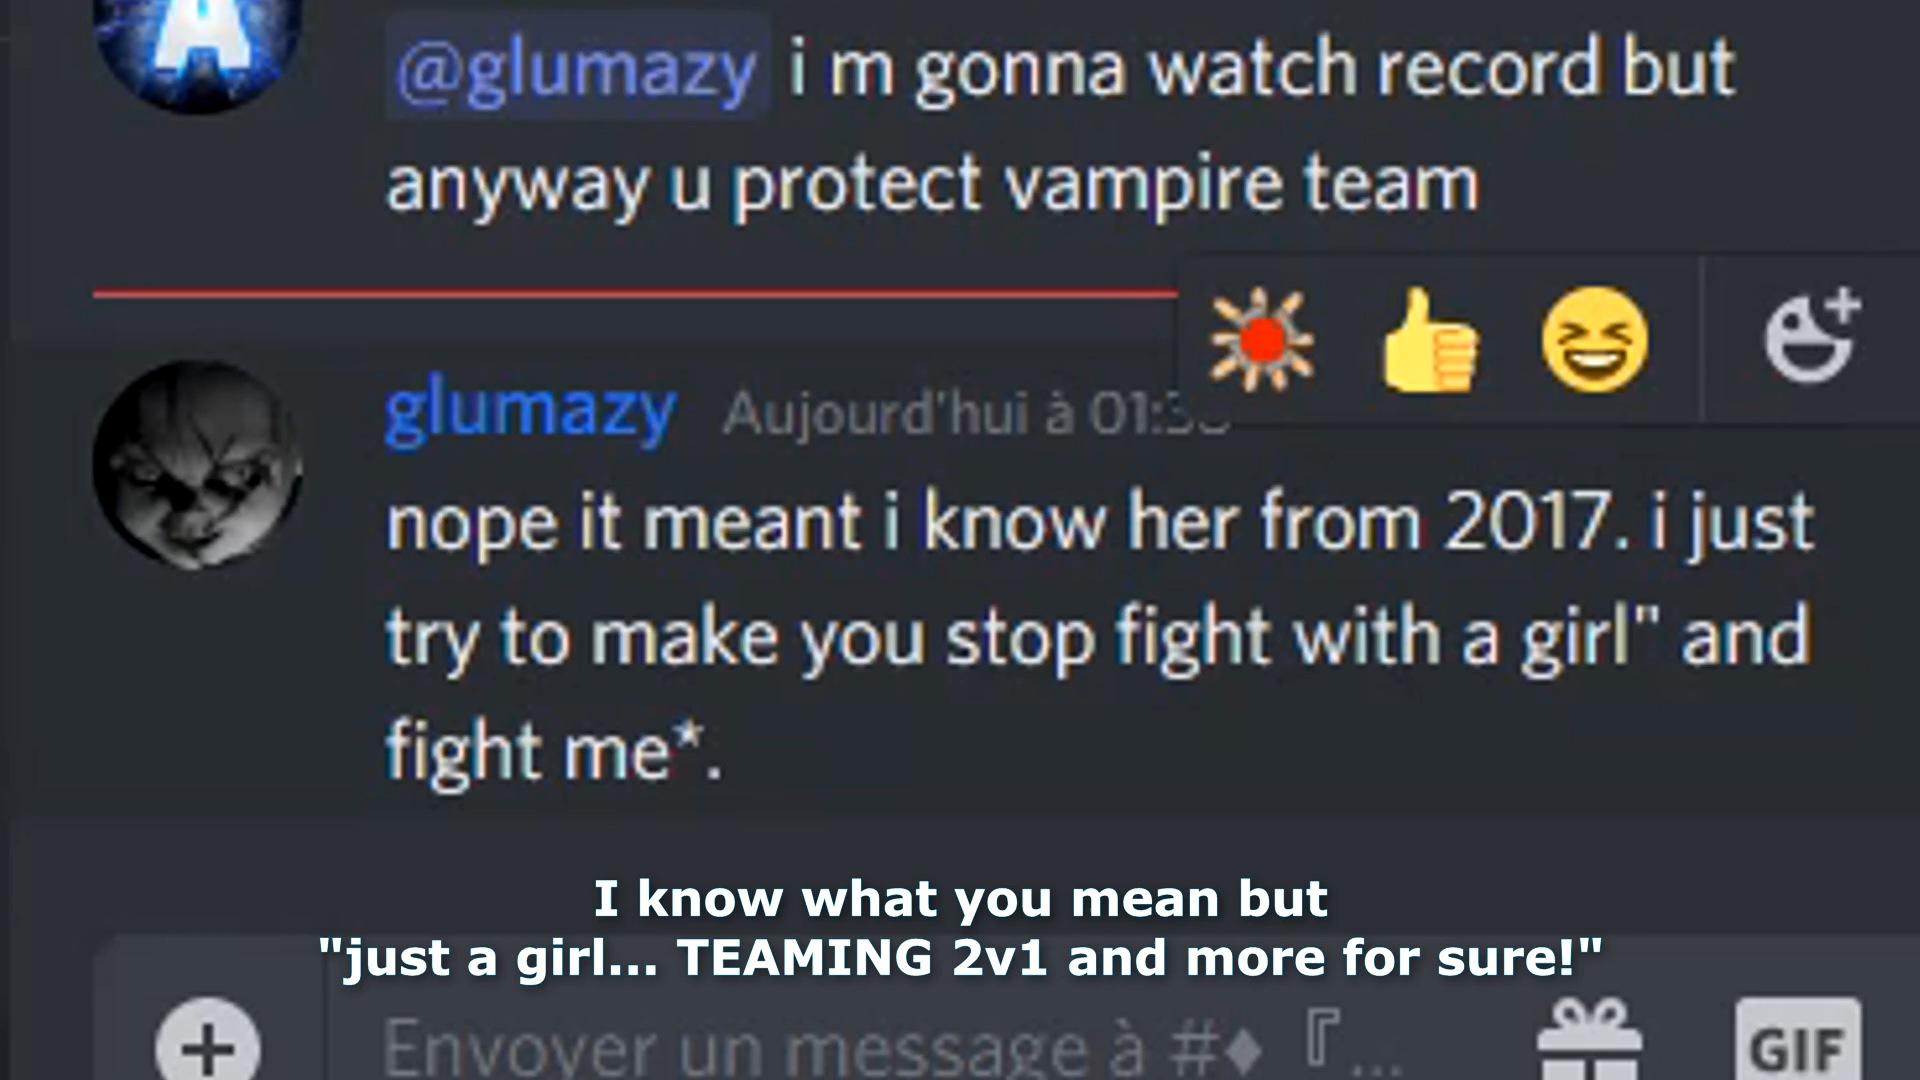 A
@glumazy i m gonna watch record but
anyway u protect vampire team
glumazy Aujourd'hui à
nope it meant i know her from 2017. i just
try to make you stop fight with a girl" and
fight me*.
I know what you mean but
"just a girl... TEAMING 2v1 and more for sure!"
Envoyer un message à #♦『...
GIF